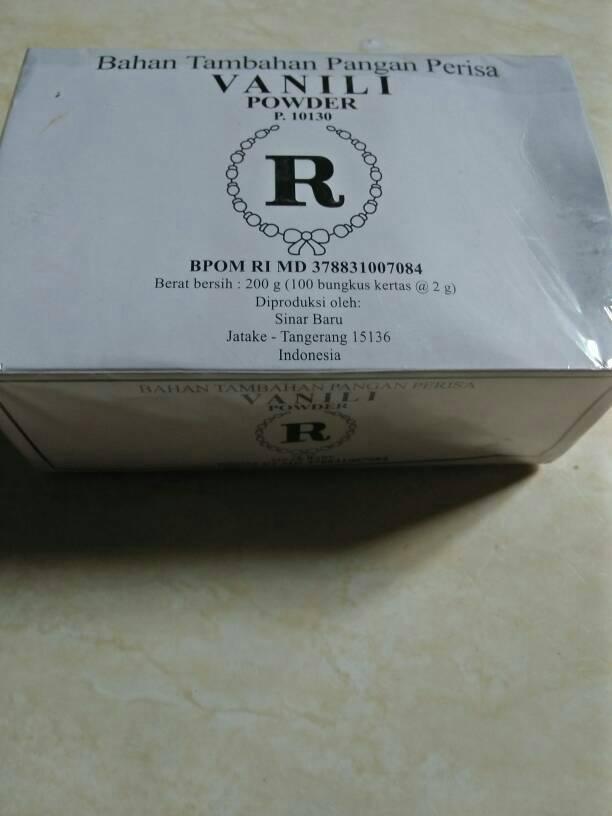 Bahan Tambahan Pangan Perisa
VANILI
POWDER
P. 10130
R
BPOM RI MD 378831007084
Berat bersih : 200 g (100 bungkus kertas @ 2 g)
Diproduksi oleh:
Sinar Baru
Jatake - Tangerang 15136
Indonesia
BAHAN TAMBAHAN PANGAN PERISA
VANILI
POWDER
R